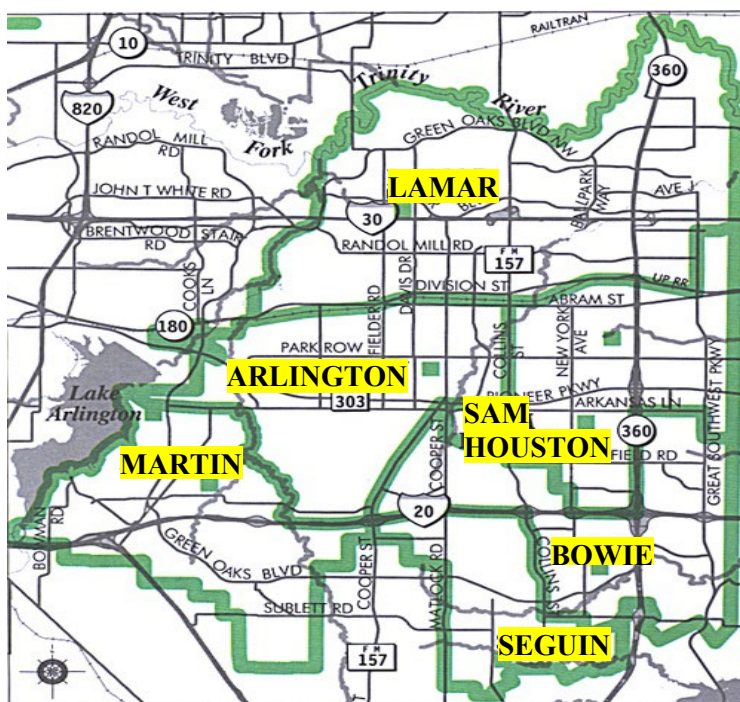 RAILTRAN
10
TRINITY BLVD
360
820
West
Fork
Trinity
River
RANDOL MILL
RD
GREEN OAKS BLVD NW
LAMAR
JOHN T WHITE RD
AVE J
BALLPARK
WAY
30
BRENTWOOD STAIR
RD
RANDOL MILL RD
FM
157
COOKS
LN
DAVIS DR
DIVISION ST
UP RR
ABRAM ST
180
FIELDER RD
PARK ROW
COLLINS
ST
NEW YORK
AVE
Lake
Arlington
ARLINGTON
303
PIONEER PKWY
ARKANSAS LN
SAM
HOUSTON
360
GREAT SOUTHWEST PKWY
FIELD RD
MARTIN
COOPER ST
20
BOWMAN
RD
GREEN OAKS BLVD
COOPER ST
MATLOCK RD
COLLINS ST
BOWIE
SUBLETT RD
SEGUIN
FM
157